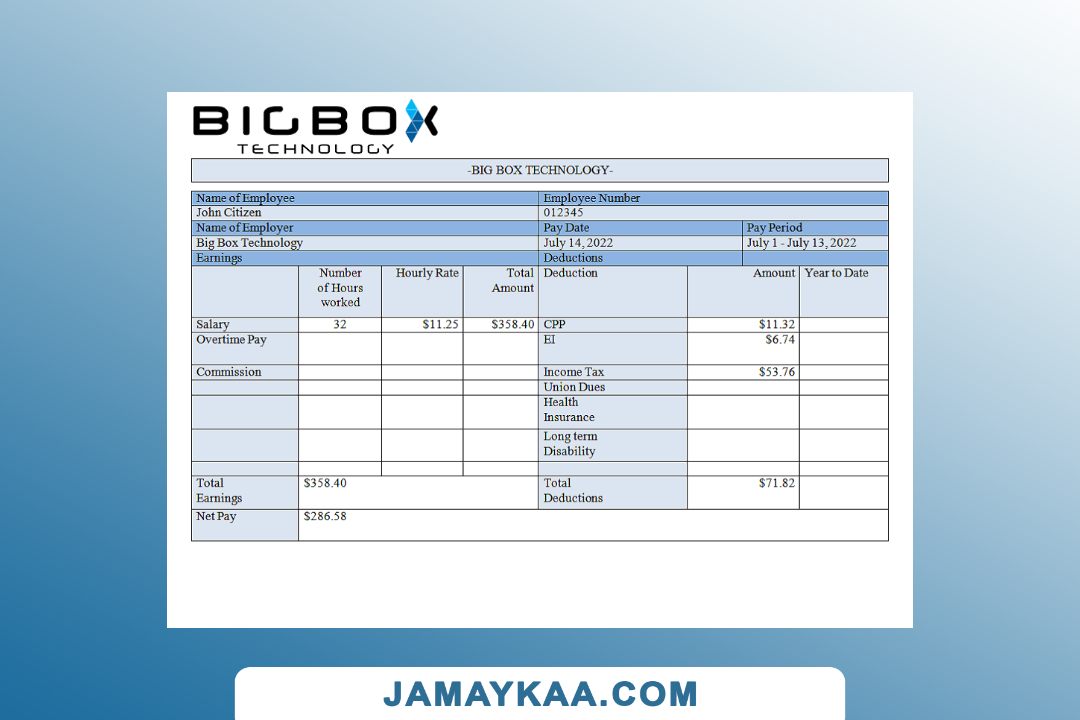 BIGBOX
TECHNOLOGY
-BIG BOX TECHNOLOGY-
Name of Employee Employee Number
John Citizen 012345
Name of Employer Pay Date Pay Period
Big Box Technology July 14, 2022 July 1 - July 13, 2022
Earnings Deductions
Number Hourly Rate Total Deduction Amount Year to Date
of Hours Amount
worked
Salary 32 $11.25 $358.40 CPP $11.32
Overtime Pay EI $6.74
Commission Income Tax $53.76
Union Dues
Health
Insurance
Long term
Disability
Total $358.40 Total $71.82
Earnings Deductions
Net Pay $286.58
JAMAYKAA.COM